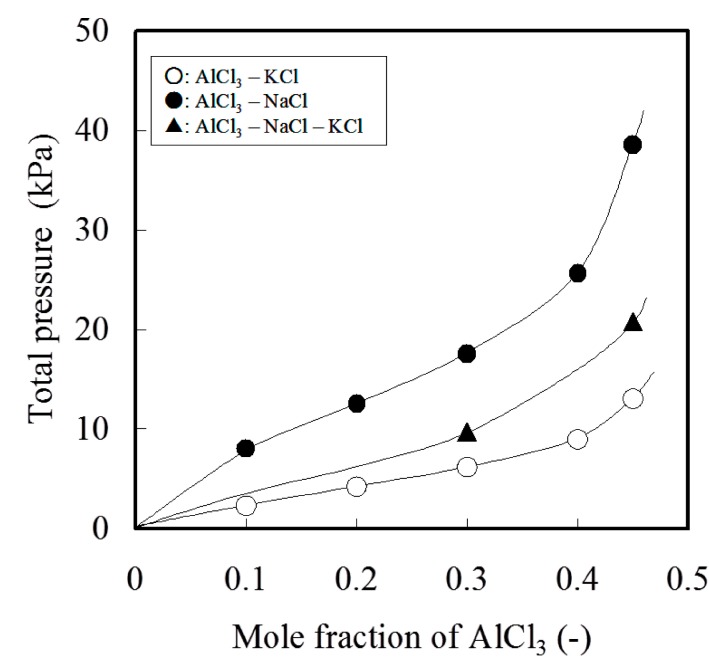 50
40
30
20
10
0
Total pressure (kPa)
○: AlCl₃ – KCl
●: AlCl₃ – NaCl
▲: AlCl₃ – NaCl – KCl
0 0.1 0.2 0.3 0.4 0.5
Mole fraction of AlCl₃ (-)